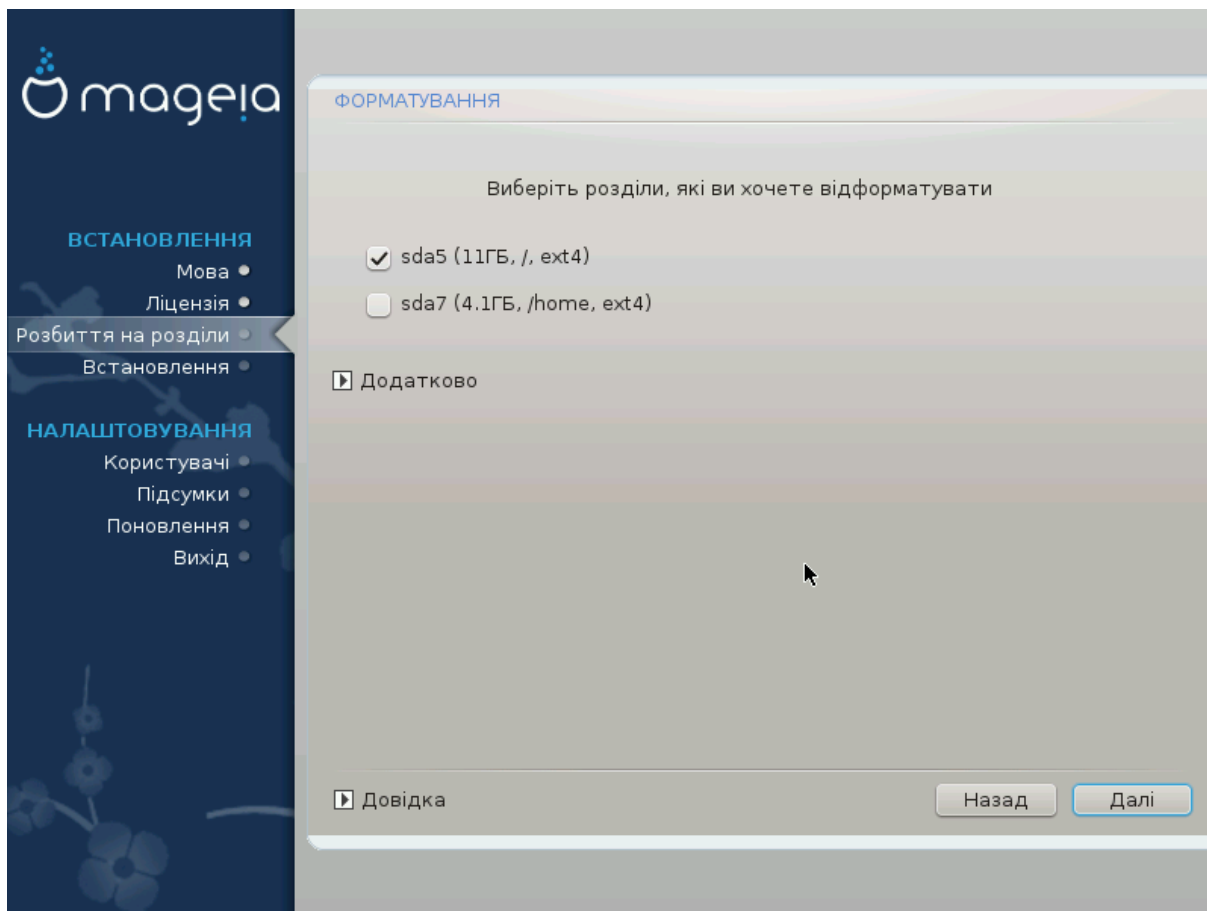 mageia
ВСТАНОВЛЕННЯ
Мова
Ліцензія
Розбиття на розділи
Встановлення
НАЛАШТОВУВАННЯ
Користувачі
Підсумки
Поновлення
Вихід
ФОРМАТУВАННЯ
Виберіть розділи, які ви хочете відформатувати
sda5 (11ГБ, /, ext4)
sda7 (4.1ГБ, /home, ext4)
Додатково
Довідка
Назад
Далі